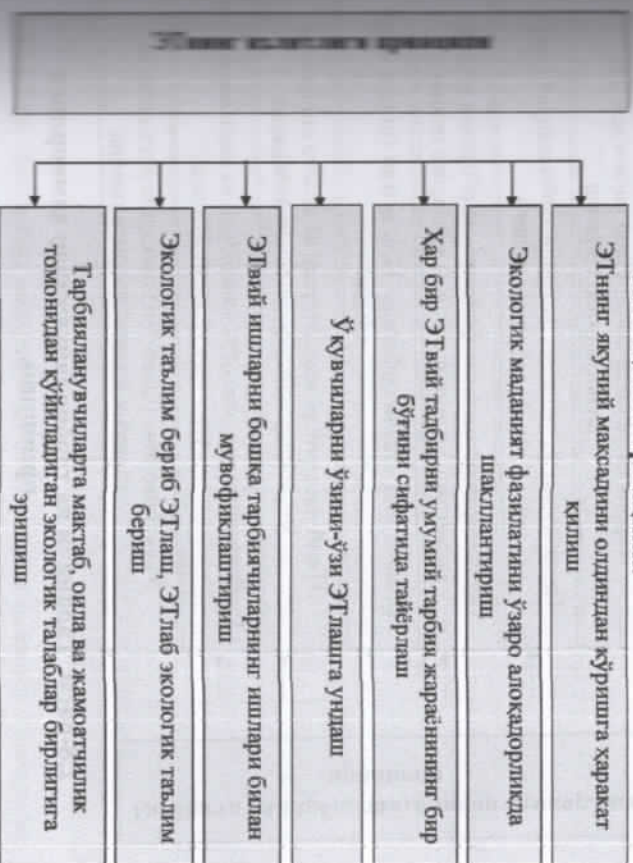 ЭТнинг якуний мақсадини олдиндан кўришга ҳаракат
қилиш
Экологик маданият фазилатини ўзаро алоқадорликда
шакллантириш
Ҳар бир ЭТвий тадбирни умумий тарбия жараёнининг бир
бўғини сифатида тайёрлаш
Ўқувчиларни ўзини-ўзи ЭТлашга ундаш
ЭТвий ишларни бошқа тарбиячиларнинг ишлари билан
мувофиқлаштириш
Экологик таълим бериб ЭТлаш, ЭТлаб экологик таълим
бериш
Тарбияланувчиларга мактаб, оила ва жамоатчилик
томонидан қўйиладиган экологик талаблар бирлигига
эришиш